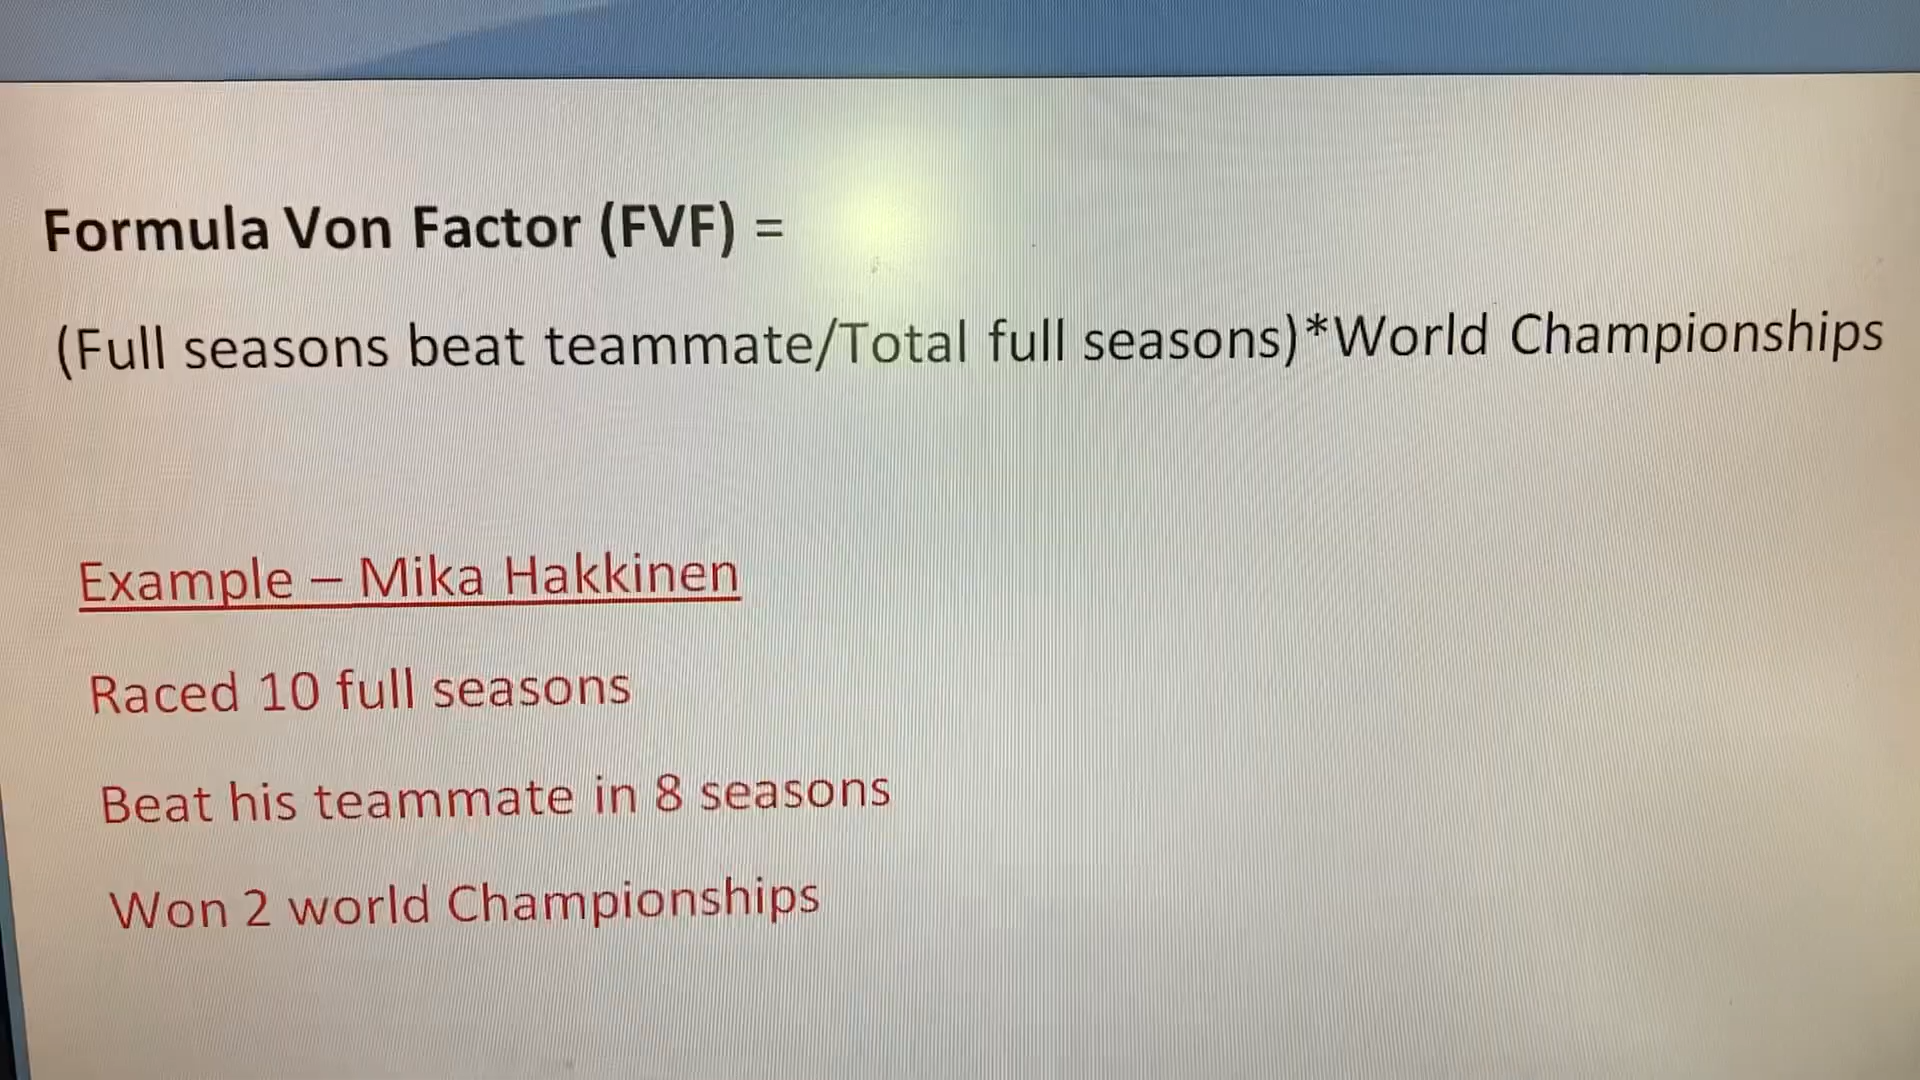 Formula Von Factor (FVF) =
(Full seasons beat teammate/Total full seasons)*World Championships
Example – Mika Hakkinen
Raced 10 full seasons
Beat his teammate in 8 seasons
Won 2 world Championships